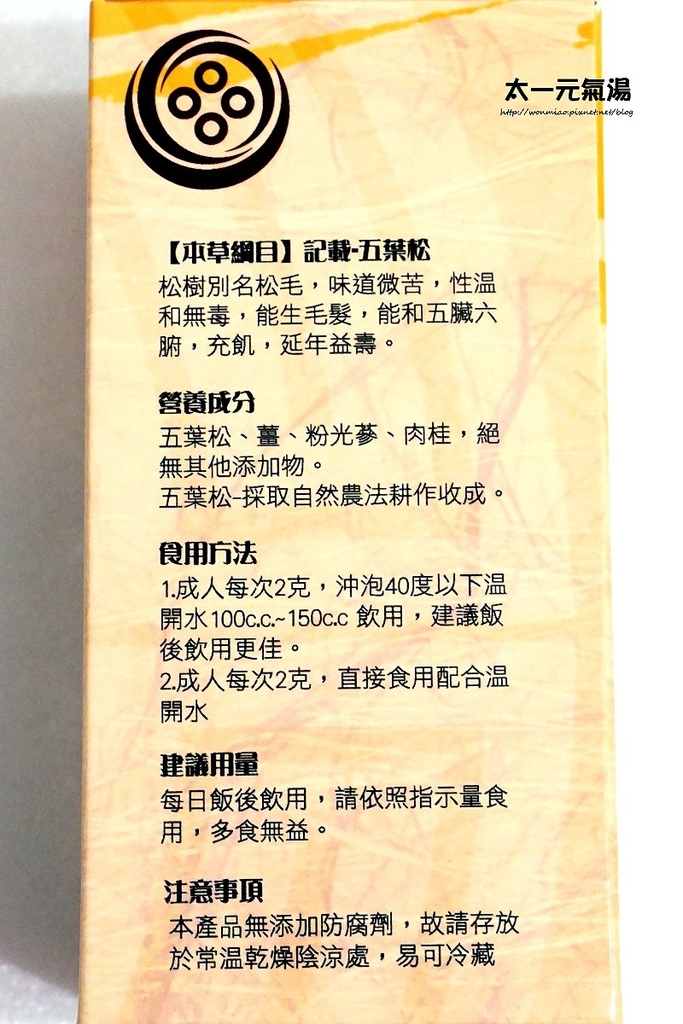 太一元氣湯
http://wonmiao.pixnet.net/blog
【本草綱目】記載-五葉松
松樹別名松毛，味道微苦，性温
和無毒，能生毛髮，能和五臟六
腑，充飢，延年益壽。
營養成分
五葉松、薑、粉光蔘、肉桂，絕
無其他添加物。
五葉松-採取自然農法耕作收成。
食用方法
1.成人每次2克，沖泡40度以下温
開水100c.c.~150c.c 飲用，建議飯
後飲用更佳。
2.成人每次2克，直接食用配合温
開水
建議用量
每日飯後飲用，請依照指示量食
用，多食無益。
注意事項
本產品無添加防腐劑，故請存放
於常温乾燥陰涼處，易可冷藏